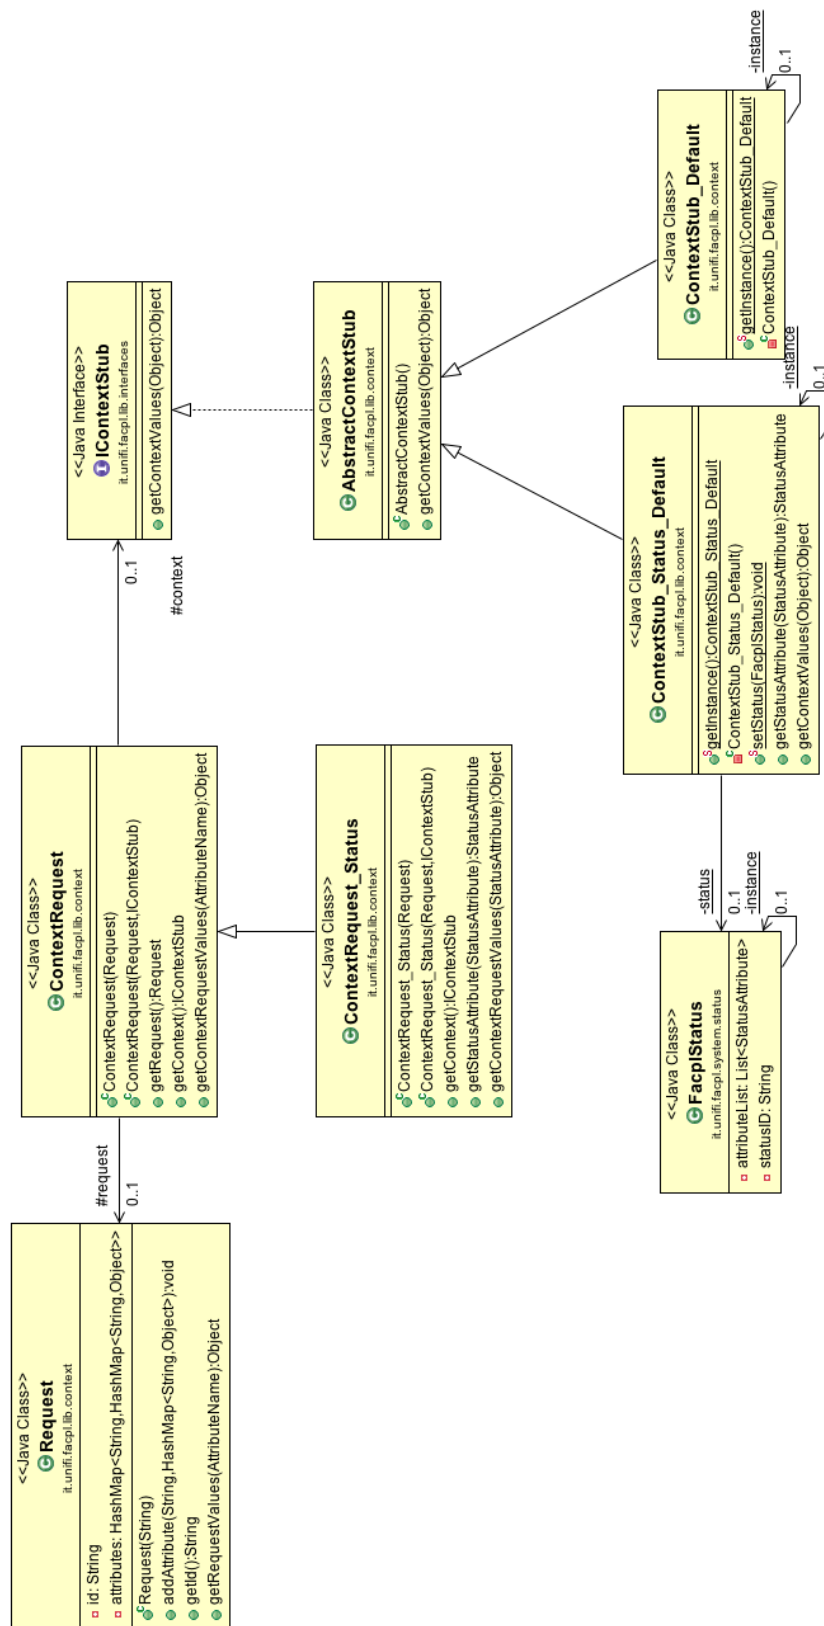 <<Java Class>>
Request
it.unifi.facpl.lib.context
id: String
attributes: HashMap<String,HashMap<String,Object>>
Request(String)
addAttribute(String,HashMap<String,Object>):void
getId():String
getRequestValues(AttributeName):Object
#request
0..1
<<Java Class>>
ContextRequest
it.unifi.facpl.lib.context
ContextRequest(Request)
ContextRequest(Request,IContextStub)
getRequest():Request
getContext():IContextStub
getContextRequestValues(AttributeName):Object
0..1
#context
<<Java Interface>>
IContextStub
it.unifi.facpl.lib.interfaces
getContextValues(Object):Object
<<Java Class>>
ContextRequest_Status
it.unifi.facpl.lib.context
ContextRequest_Status(Request)
ContextRequest_Status(Request,IContextStub)
getContext():IContextStub
getStatusAttribute(StatusAttribute):StatusAttribute
getContextRequestValues(StatusAttribute):Object
<<Java Class>>
AbstractContextStub
it.unifi.facpl.lib.context
AbstractContextStub()
getContextValues(Object):Object
<<Java Class>>
FacplStatus
it.unifi.facpl.system.status
attributeList: List<StatusAttribute>
statusID: String
-status
0..1
-instance
0..1
<<Java Class>>
ContextStub_Status_Default
it.unifi.facpl.lib.context
getInstance():ContextStub_Status_Default
ContextStub_Status_Default()
setStatus(FacplStatus):void
getStatusAttribute(StatusAttribute):StatusAttribute
getContextValues(Object):Object
-instance
0..1
<<Java Class>>
ContextStub_Default
it.unifi.facpl.lib.context
getInstance():ContextStub_Default
ContextStub_Default()
-instance
0..1